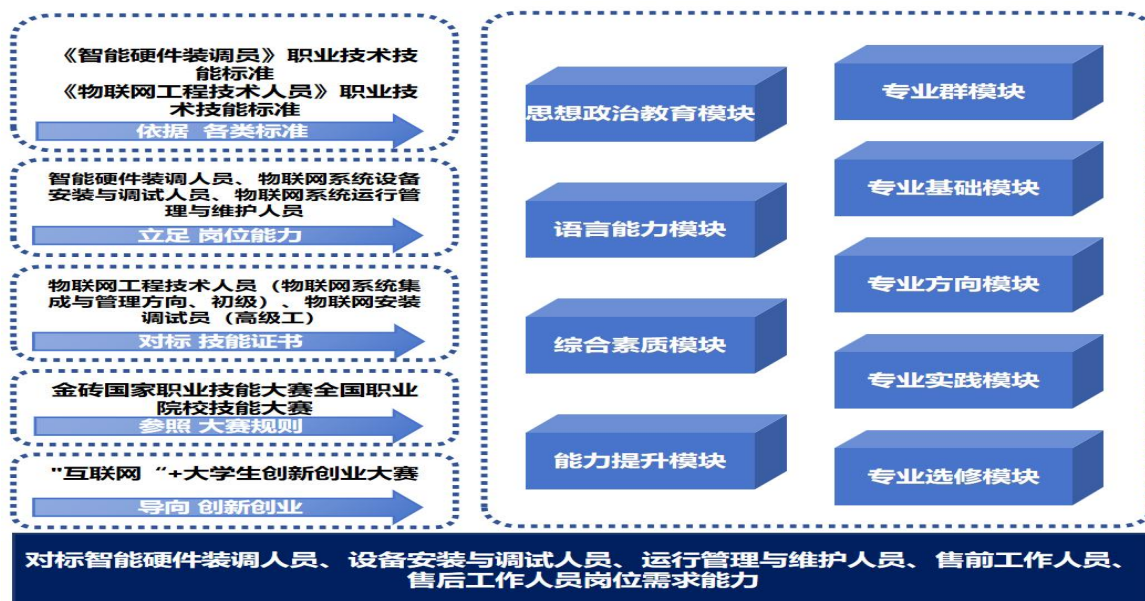 《智能硬件装调员》职业技术技
能标准
《物联网工程技术人员》职业技
术技能标准
依据 各类标准
智能硬件装调人员、物联网系统设备
安装与调试人员、物联网系统运行管
理与维护人员
立足 岗位能力
物联网工程技术人员（物联网系统集
成与管理方向、初级）、物联网安装
调试员（高级工）
对标 技能证书
金砖国家职业技能大赛全国职业
院校技能大赛
参照 大赛规则
"互联网“+大学生创新创业大赛
导向 创新创业
思想政治教育模块
语言能力模块
综合素质模块
能力提升模块
专业群模块
专业基础模块
专业方向模块
专业实践模块
专业选修模块
对标智能硬件装调人员、设备安装与调试人员、运行管理与维护人员、售前工作人员、
售后工作人员岗位需求能力